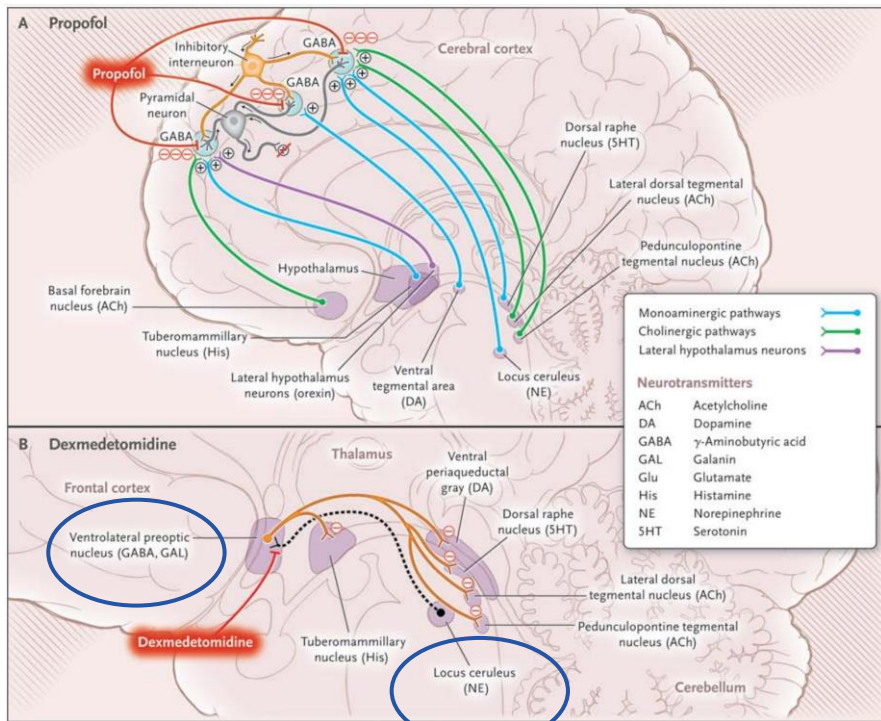 A Propofol
Inhibitory
interneuron
GABA
Cerebral cortex
Propofol
GABA
Pyramidal
neuron
GABA
Dorsal raphe
nucleus (5HT)
Lateral dorsal tegmental
nucleus (ACh)
Pedunculopontine
tegmental nucleus (ACh)
Hypothalamus
Basal forebrain
nucleus (ACh)
Tuberomammillary
nucleus (His)
Lateral hypothalamus
neurons (orexin)
Ventral
tegmental area
(DA)
Locus ceruleus
(NE)
Monoaminergic pathways
Cholinergic pathways
Lateral hypothalamus neurons
Neurotransmitters
ACh Acetylcholine
DA Dopamine
GABA γ-Aminobutyric acid
GAL Galanin
Glu Glutamate
His Histamine
NE Norepinephrine
5HT Serotonin
B Dexmedetomidine
Thalamus
Ventral
periaqueductal
gray (DA)
Frontal cortex
Dorsal raphe
nucleus (5HT)
Ventrolateral preoptic
nucleus (GABA, GAL)
Lateral dorsal
tegmental nucleus (ACh)
Dexmedetomidine
Tuberomammillary
nucleus (His)
Pedunculopontine tegmental
nucleus (ACh)
Locus ceruleus
(NE)
Cerebellum